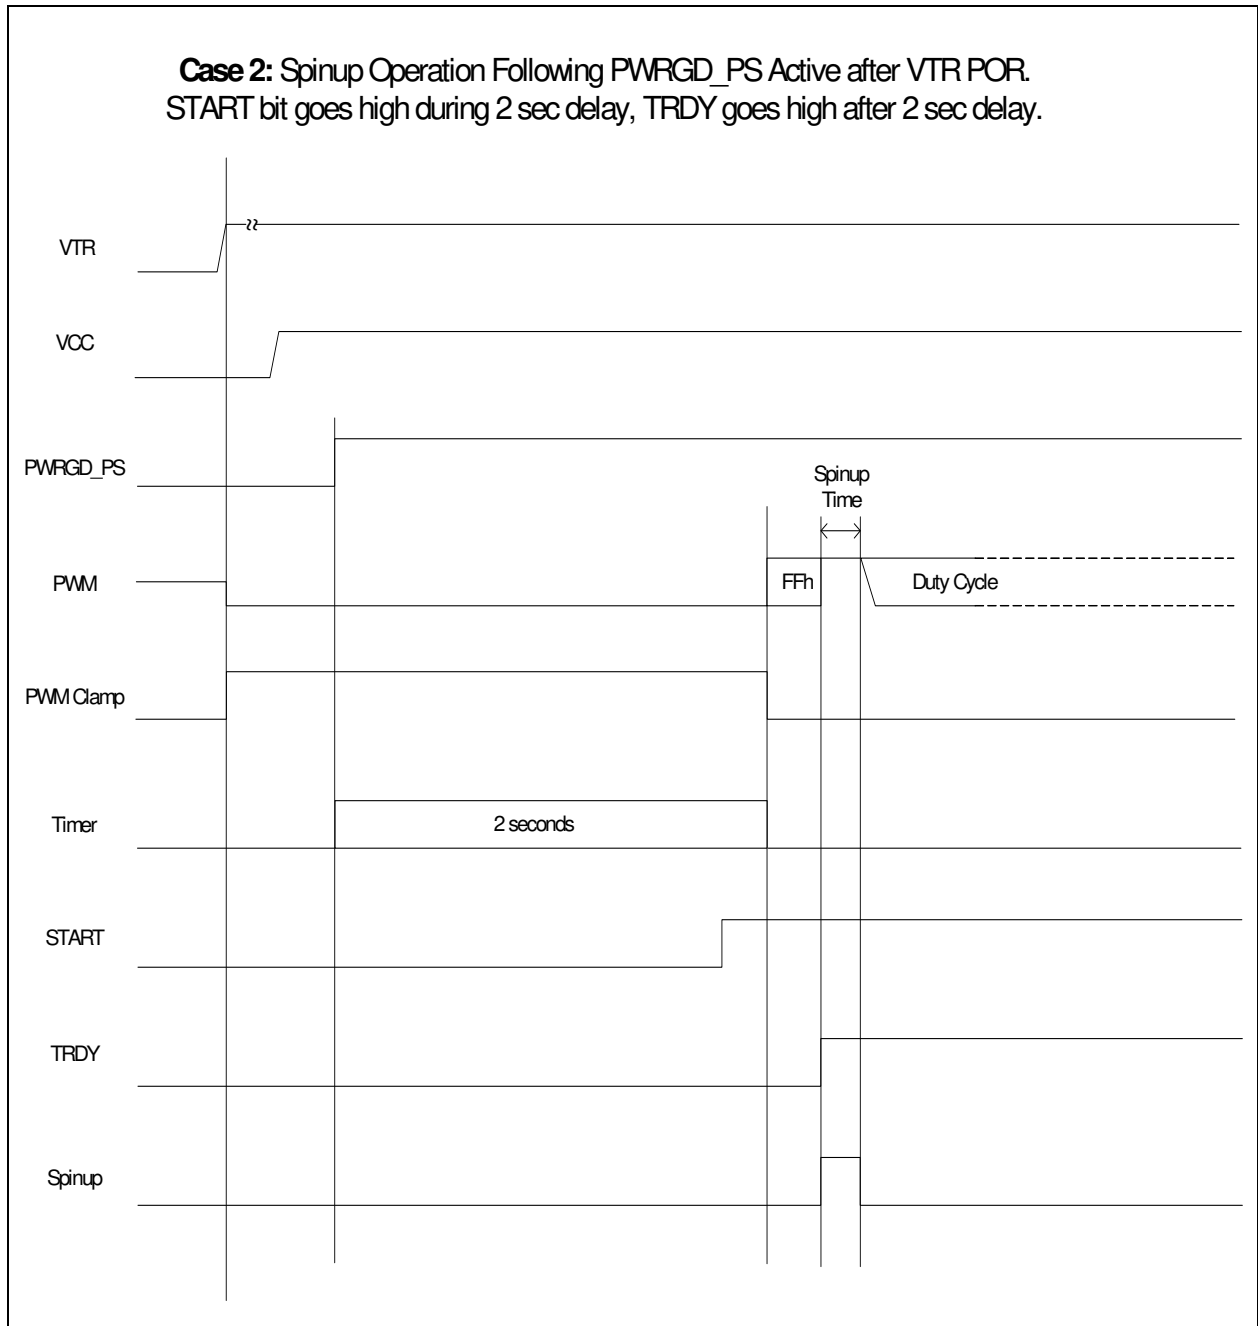 Case 2: Spinup Operation Following PWRGD_PS Active after VTR POR.
START bit goes high during 2 sec delay, TRDY goes high after 2 sec delay.
VTR
VCC
PWRGD_PS
Spinup
Time
PWM
FFh
Duty Cycle
PWM Clamp
Timer
2 seconds
START
TRDY
Spinup